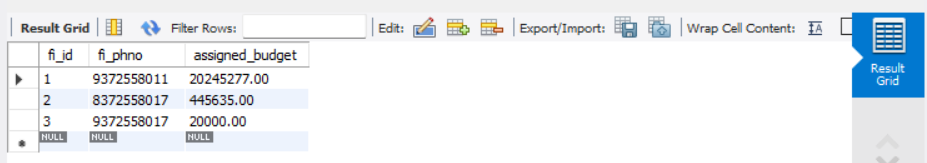 Result Grid Filter Rows: Edit: Export/Import: Wrap Cell Content: IA
fi_id fi_phno assigned_budget
1 9372558011 20245277.00
2 8372558017 445635.00
3 9372558017 20000.00
NULL NULL NULL
Result
Grid